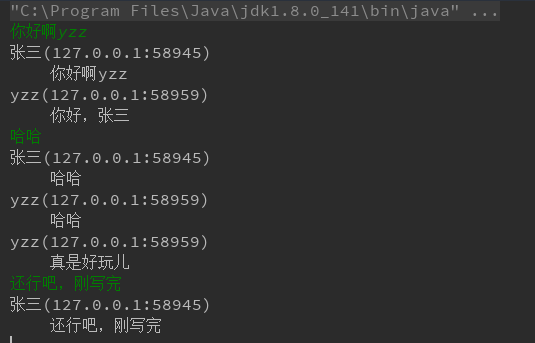 "C:\Program Files\Java\jdk1.8.0_141\bin\java" ...
你好啊yzz
张三(127.0.0.1:58945)
你好啊yzz
yzz(127.0.0.1:58959)
你好，张三
哈哈
张三(127.0.0.1:58945)
哈哈
yzz(127.0.0.1:58959)
哈哈
yzz(127.0.0.1:58959)
真是好玩儿
还行吧，刚写完
张三(127.0.0.1:58945)
还行吧，刚写完